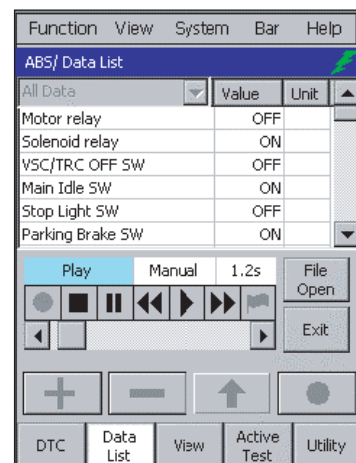 Function View System Bar Help
ABS/ Data List
All Data Value Unit
Motor relay OFF
Solenoid relay ON
VSC/TRC OFF SW OFF
Main Idle SW ON
Stop Light SW OFF
Parking Brake SW ON
Play Manual 1.2s File Open
Exit
DTC Data List View Active Test Utility